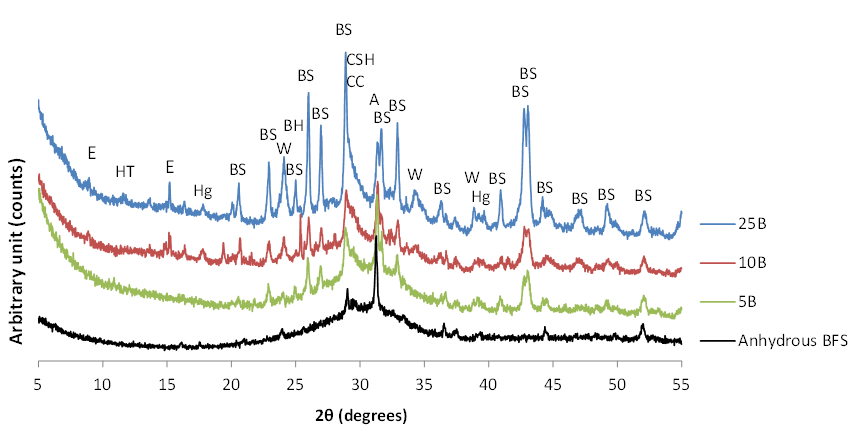 BS
CSH
CC
BS
BS
BS
A
BS
BS
BS
BS
BH
BS
W
BS
E
HT
E
Hg
BS
W
BS
W
Hg
BS
BS
BS
BS
BS
Arbitrary unit (counts)
25B
10B
5B
Anhydrous BFS
5 10 15 20 25 30 35 40 45 50 55
2θ (degrees)